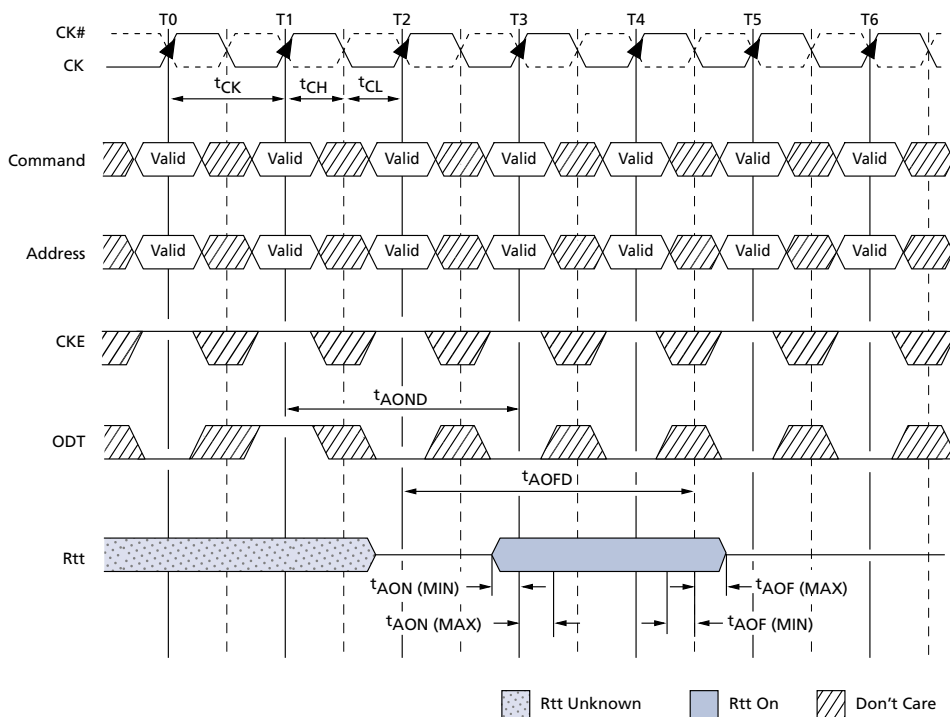 T0 T1 T2 T3 T4 T5 T6
CK#
CK
tCK tCH tCL
Command Valid Valid Valid Valid Valid Valid Valid
Address Valid Valid Valid Valid Valid Valid Valid
CKE
tAOND
ODT
tAOFD
Rtt
tAON (MIN) tAOF (MAX)
tAON (MAX) tAOF (MIN)
Rtt Unknown Rtt On Don't Care